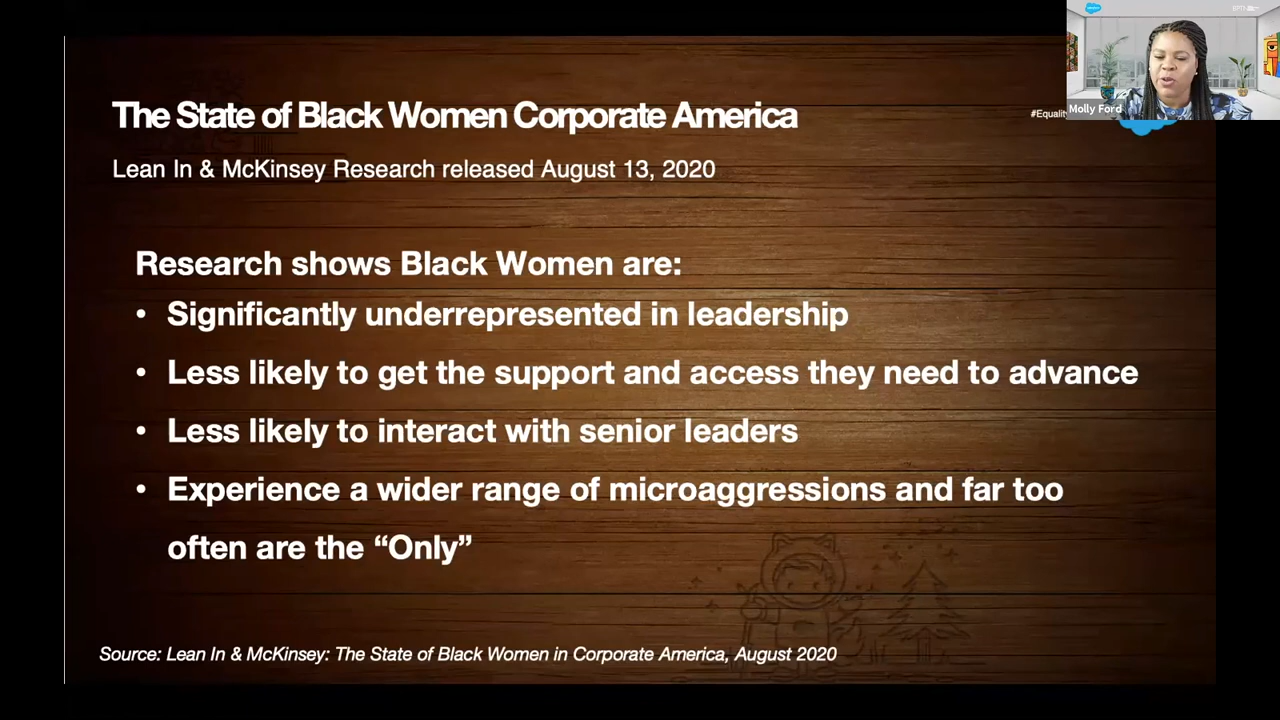 The State of Black Women Corporate America
Lean In & McKinsey Research released August 13, 2020
#Equalit
Molly Ford
Research shows Black Women are:
• Significantly underrepresented in leadership
• Less likely to get the support and access they need to advance
• Less likely to interact with senior leaders
• Experience a wider range of microaggressions and far too
often are the “Only”
Source: Lean In & McKinsey: The State of Black Women in Corporate America, August 2020